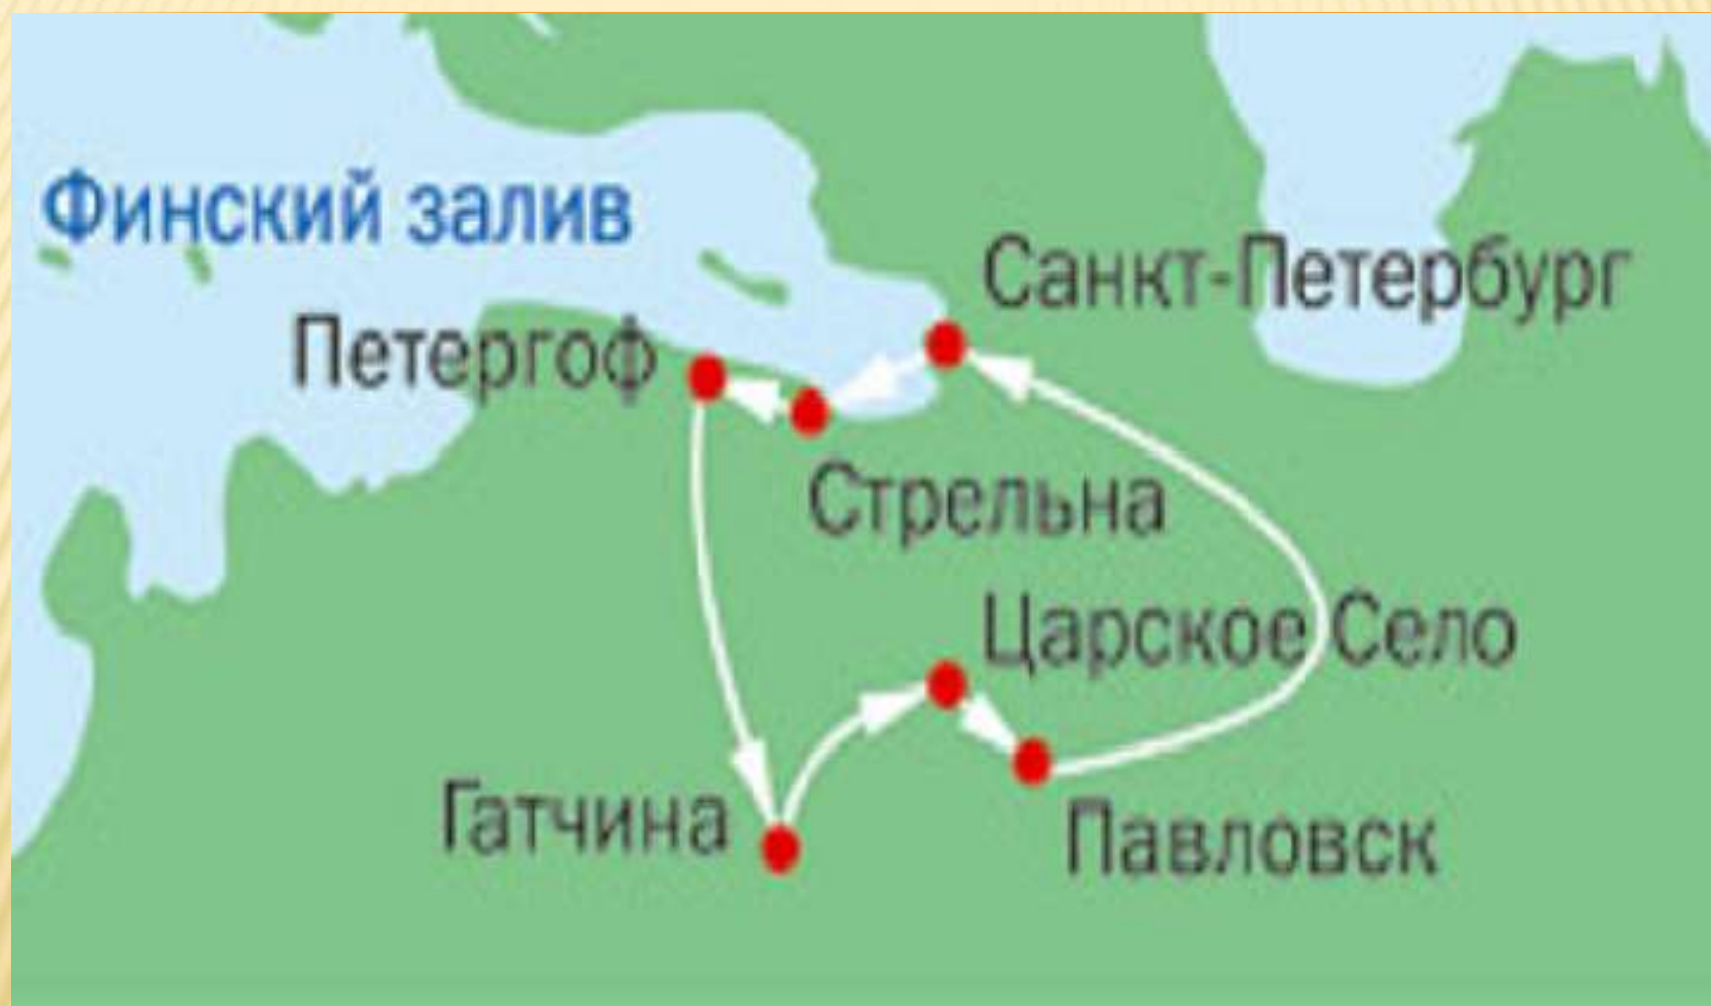 Финский залив
Санкт-Петербург
Петергоф
Стрельна
Царское Село
Гатчина
Павловск